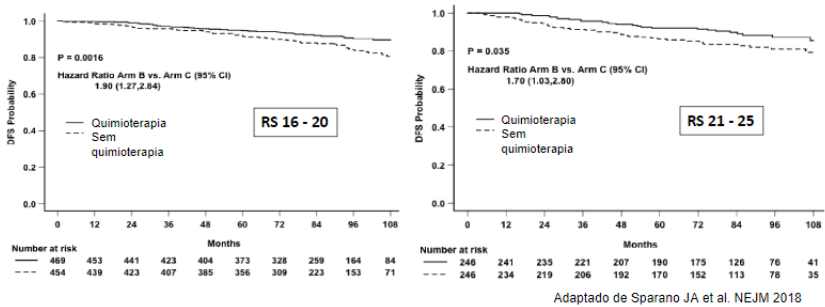 1.0
0.8
0.6
0.4
0.2
0.0
DFS Probability
P = 0.0016
Hazard Ratio Arm B vs. Arm C (95% CI)
1.90 (1.27,2.84)
Quimioterapia
Sem
quimioterapia
RS 16 - 20
0 12 24 36 48 60 72 84 96 108
Months
Number at risk
469 453 441 423 404 373 328 259 164 84
454 439 423 407 385 356 309 223 153 71
1.0
0.8
0.6
0.4
0.2
0.0
DFS Probability
P = 0.035
Hazard Ratio Arm B vs. Arm C (95% CI)
1.70 (1.03,2.80)
Quimioterapia
Sem
quimioterapia
RS 21 - 25
0 12 24 36 48 60 72 84 96 108
Months
Number at risk
246 241 235 221 207 190 175 126 76 41
246 234 219 206 192 170 152 113 78 35
Adaptado de Sparano JA et al. NEJM 2018